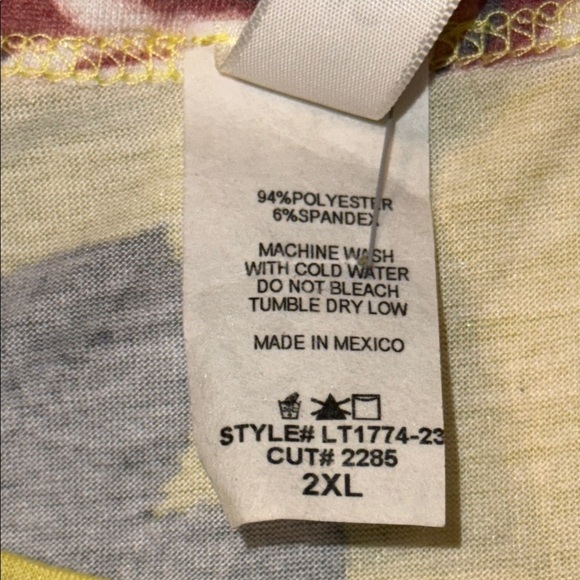 94%POLYESTER
6%SPANDEX
MACHINE WASH
WITH COLD WATER
DO NOT BLEACH
TUMBLE DRY LOW
MADE IN MEXICO
STYLE# LT1774-23
CUT# 2285
2XL